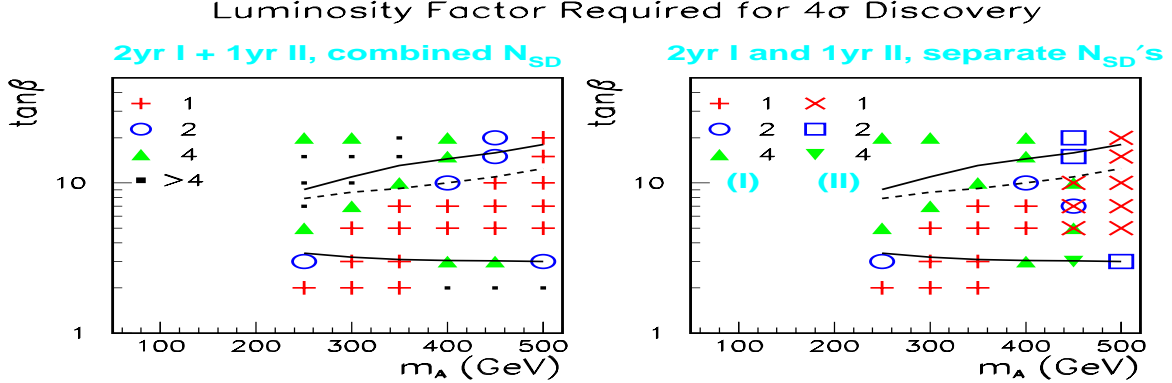 Luminosity Factor Required for 4σ Discovery
2yr I + 1yr II, combined N_SD
tanβ
1
2
4
>4
10
1
100
200
300
400
500
m_A (GeV)
2yr I and 1yr II, separate N_SD's
tanβ
1 1
2 2
4 4
(I) (II)
10
1
100
200
300
400
500
m_A (GeV)